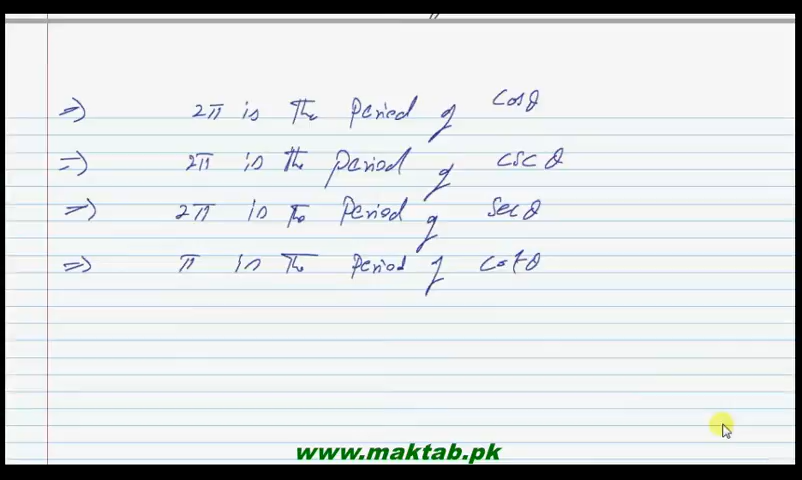 ⇒ 2π is the Period of cosθ
⇒ 2π is the period of csc θ
⇒ 2π is the Period of secθ
⇒ π is the Period of cotθ
www.maktab.pk